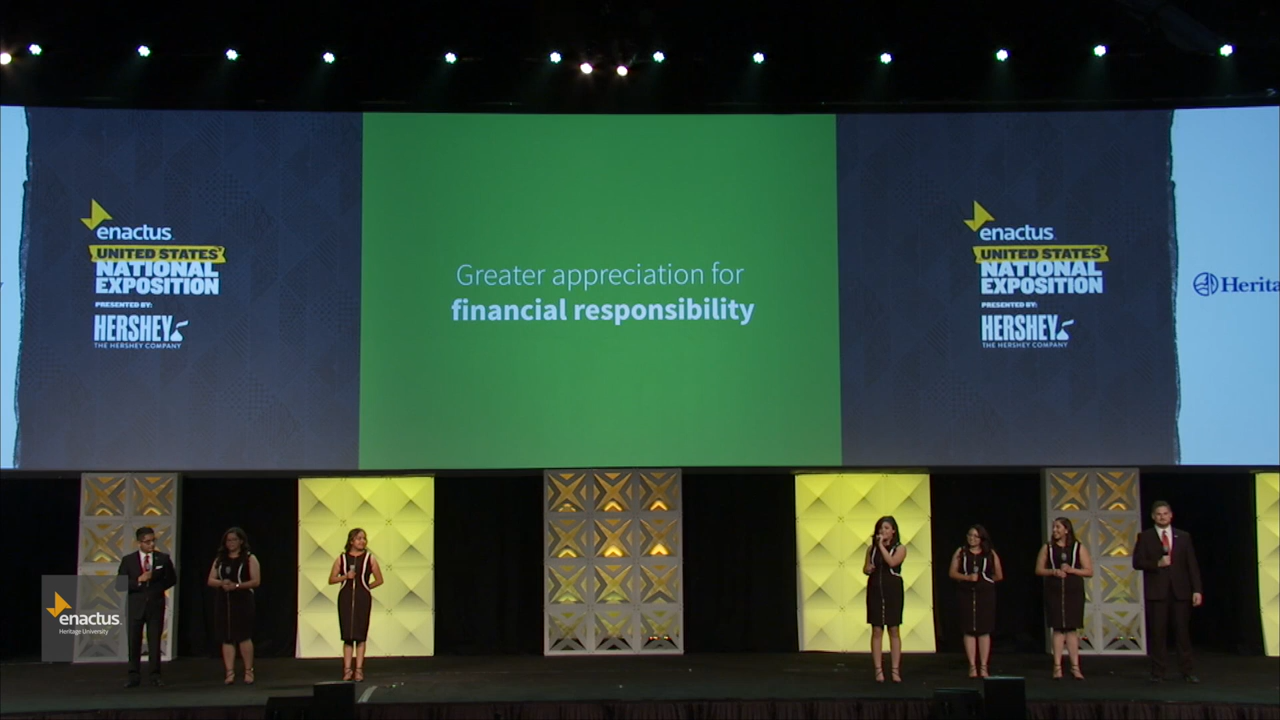 enactus
UNITED STATES'
NATIONAL
EXPOSITION
PRESENTED BY:
HERSHEY
THE HERSHEY COMPANY
Greater appreciation for
financial responsibility
enactus
UNITED STATES'
NATIONAL
EXPOSITION
PRESENTED BY:
HERSHEY
THE HERSHEY COMPANY
Herita
enactus
Heritage University